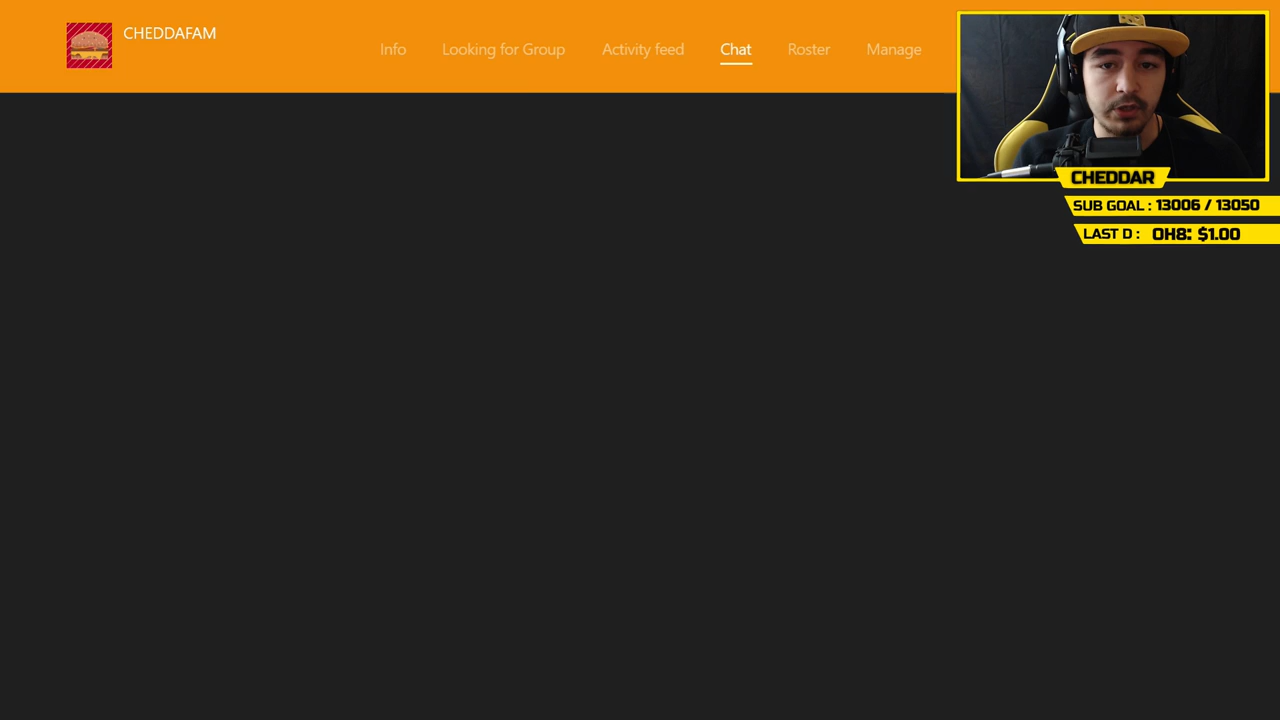 CHEDDAFAM
Info
Looking for Group
Activity feed
Chat
Roster
Manage
CHEDDAR
SUB GOAL : 13006 / 13050
LAST D : OH8: $1.00